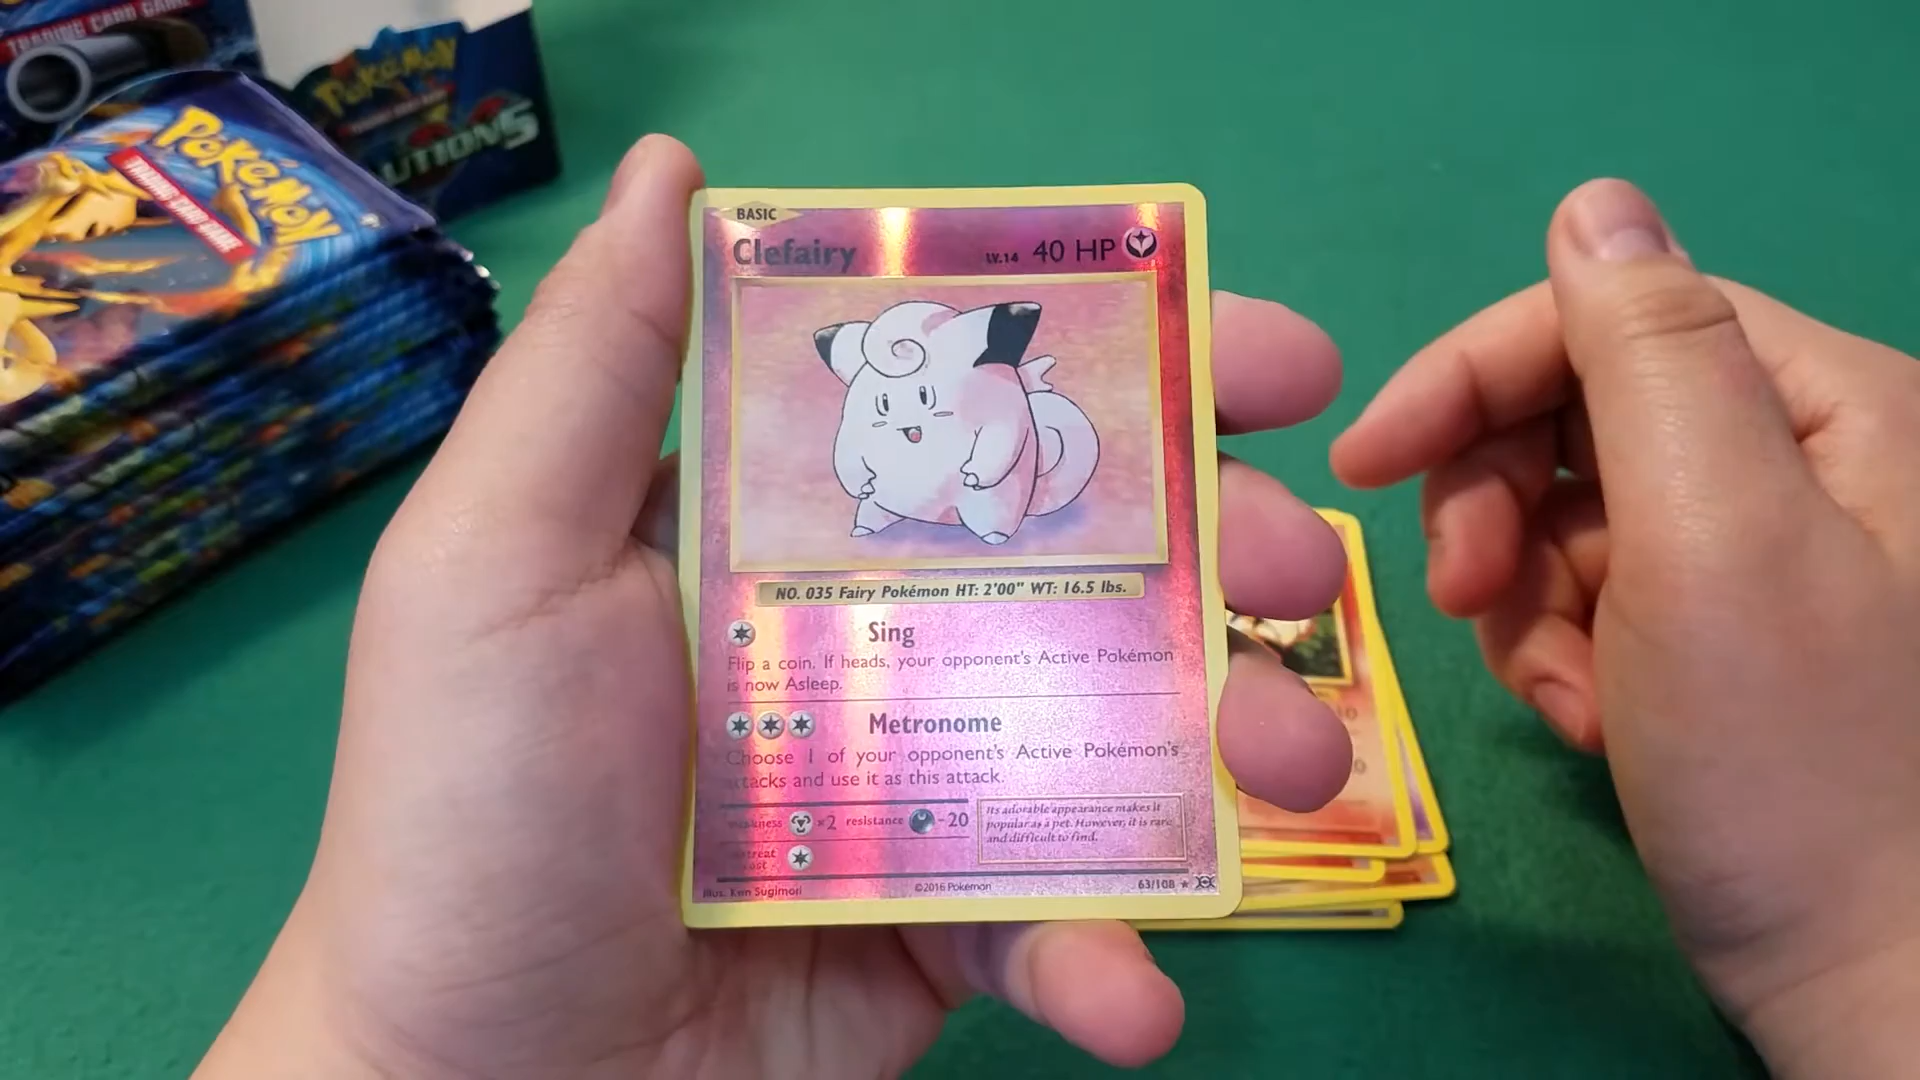 TRADING CARD GAME
POKéMON
TRADING CARD GAME
POKéMON
UTIONS
BASIC
Clefairy
LV.14 40 HP
NO. 035 Fairy Pokémon HT: 2'00" WT: 16.5 lbs.
Sing
Flip a coin. If heads, your opponent's Active Pokémon
is now Asleep.
Metronome
Choose 1 of your opponent's Active Pokémon's
attacks and use it as this attack.
weakness ×2 resistance -20
retreat
cost
Its adorable appearance makes it
popular as a pet. However, it is rare
and difficult to find.
Illus. Ken Sugimori
©2016 Pokémon
63/108